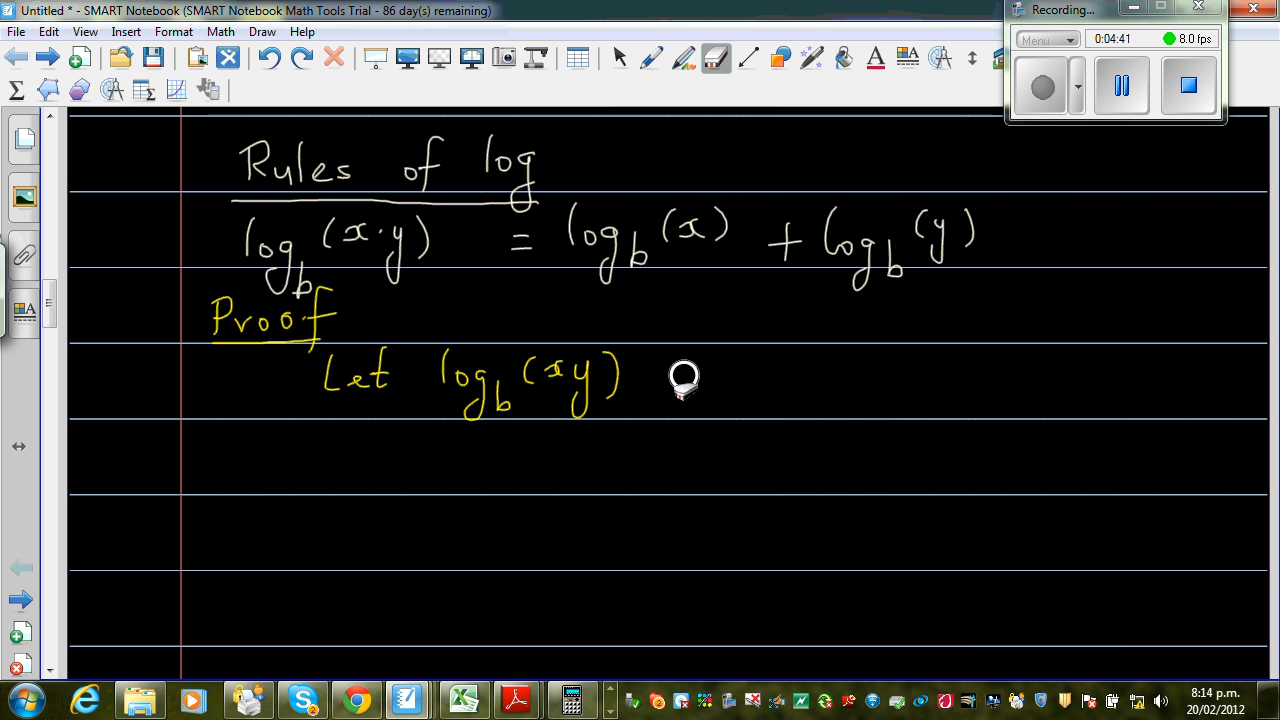 Untitled * - SMART Notebook (SMART Notebook Math Tools Trial - 86 day(s) remaining)
Recording...
File Edit View Insert Format Math Draw Help
Menu
0:04:41
8.0 fps
Rules of log
log_b (x·y) = log_b (x) + log_b (y)
Proof
Let log_b (xy)
8:14 p.m.
20/02/2012